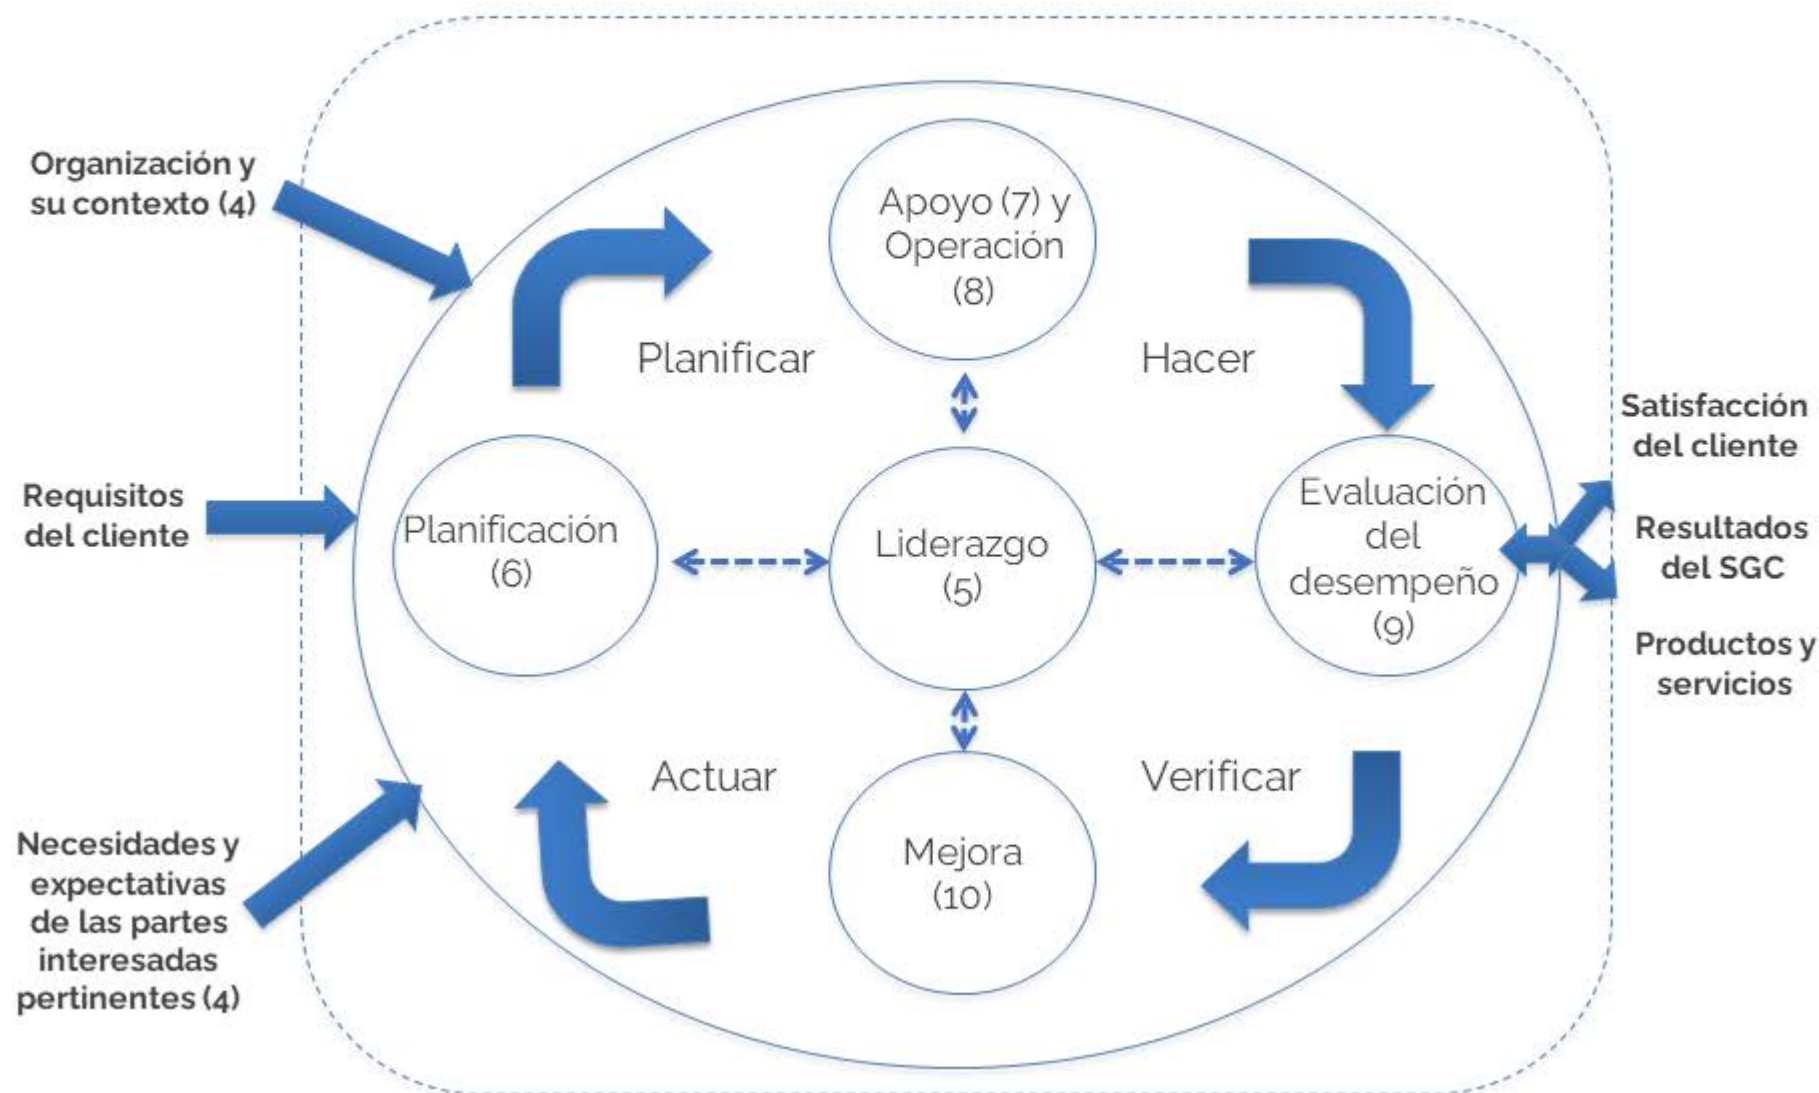 Organización y
su contexto (4)
Requisitos
del cliente
Necesidades y
expectativas
de las partes
interesadas
pertinentes (4)
Apoyo (7) y
Operación
(8)
Planificar
Hacer
Planificación
(6)
Liderazgo
(5)
Evaluación
del
desempeño
(9)
Actuar
Verificar
Mejora
(10)
Satisfacción
del cliente
Resultados
del SGC
Productos y
servicios